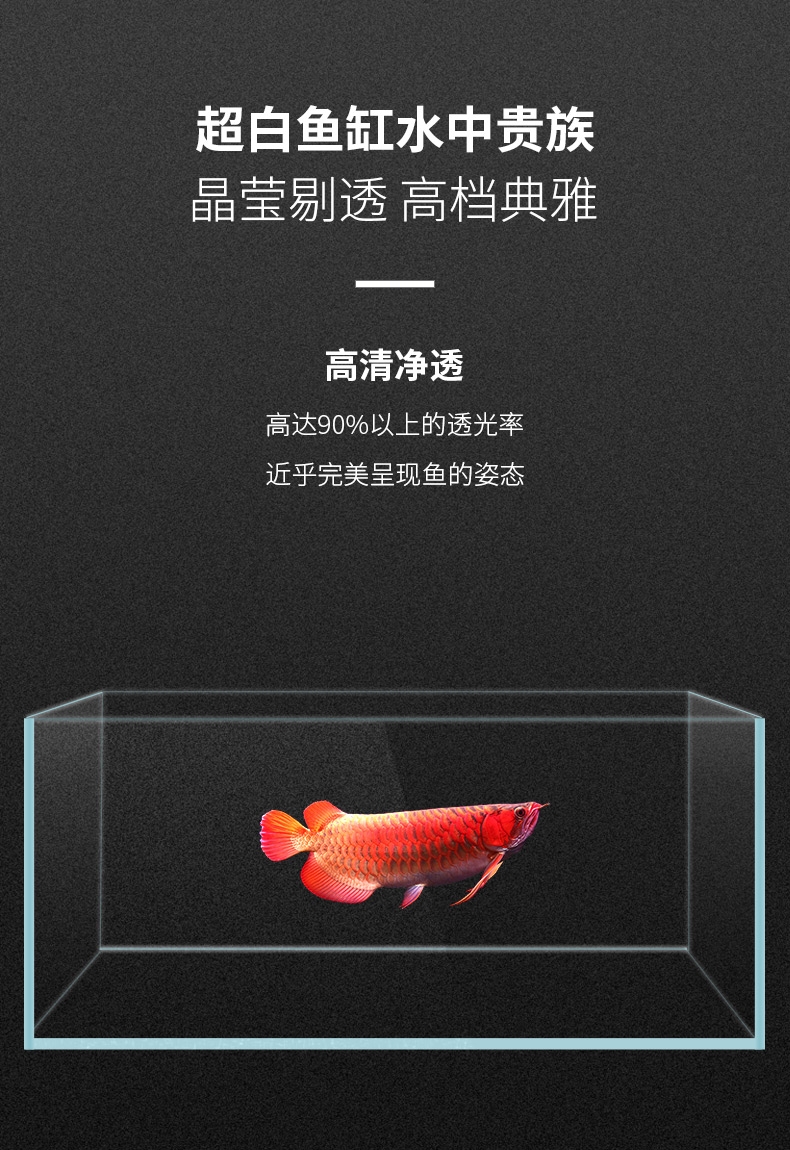 超白鱼缸水中贵族
晶莹剔透 高档典雅
高清净透
高达90%以上的透光率
近乎完美呈现鱼的姿态